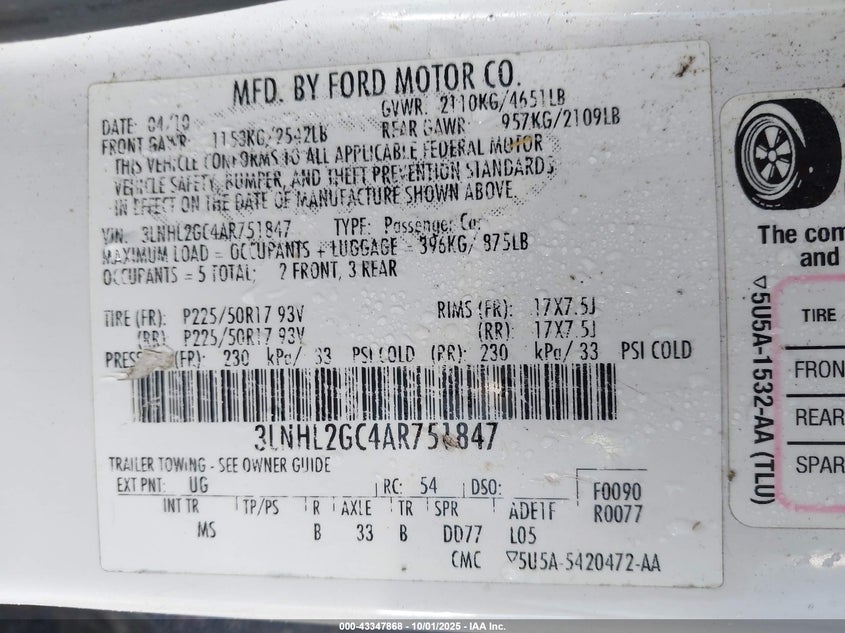 MFD. BY FORD MOTOR CO.
DATE: 04/10 GVWR: 2110KG/4651LB
FRONT GAWR: 1153KG/2542LB REAR GAWR: 957KG/2109LB
THIS VEHICLE CONFORMS TO ALL APPLICABLE FEDERAL MOTOR
VEHICLE SAFETY, BUMPER, AND THEFT PREVENTION STANDARDS
IN EFFECT ON THE DATE OF MANUFACTURE SHOWN ABOVE.
VIN: 3LNHL2GC4AR751847 TYPE: Passenger Car
MAXIMUM LOAD = OCCUPANTS + LUGGAGE = 396KG/ 875LB
OCCUPANTS = 5 TOTAL: 2 FRONT, 3 REAR
TIRE (FR): P225/50R17 93V RIMS (FR): 17X7.5J
(RR) P225/50R17 93V (RR): 17X7.5J
(FR): 230 kPa/ 33 PSI COLD (RR): 230 kPa/ 33 PSI COLD
3LNHL2GC4AR751847
TRAILER TOWING - SEE OWNER GUIDE
EXT PNT: UG RC: 54 DSO: F0090
INT TR TP/PS R AXLE TR SPR ADE1F R0077
MS B 33 B DD77 L05
CMC ▽5U5A-5420472-AA
The com
and
▽5U5A-1532-AA (TLU)
TIRE
FRON
REAR
SPAR
000-43347868 - 10/01/2025 - IAA Inc.